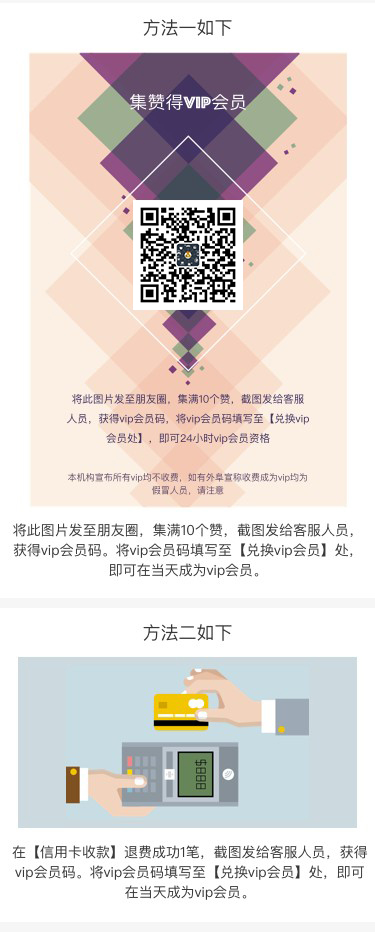 方法一如下
集赞得VIP会员
将此图片发至朋友圈，集满10个赞，截图发给客服
人员，获得vip会员码，将vip会员码填写至【兑换vip
会员处】，即可24小时vip会员资格
本机构宣布所有vip均不收费，如有外阜宣称收费成为vip均为
假冒人员，请注意
将此图片发至朋友圈，集满10个赞，截图发给客服人员，
获得vip会员码。将vip会员码填写至【兑换vip会员】处，
即可在当天成为vip会员。
方法二如下
888$
在【信用卡收款】退费成功1笔，截图发给客服人员，获得
vip会员码。将vip会员码填写至【兑换vip会员】处，即可
在当天成为vip会员。